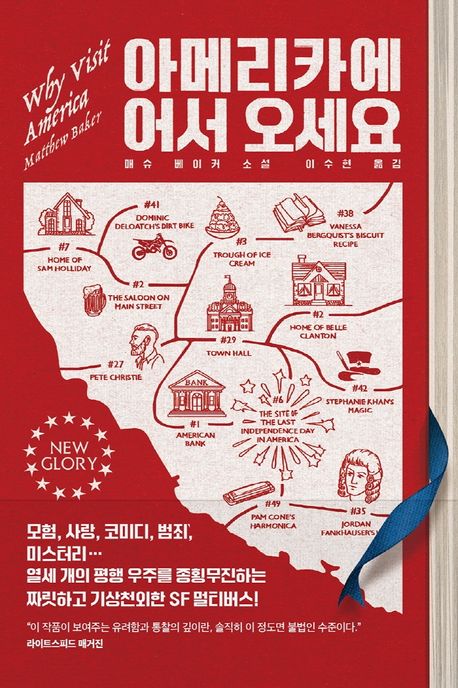 Why Visit
America
Matthew Baker
아메리카에
어서 오세요
매슈 베이커 소설 이수현 옮김
#41
DOMINIC
DELOATCH'S DIRT BIKE
#7
HOME OF
SAM HOLLIDAY
#3
TROUGH OF ICE
CREAM
#38
VANESSA
BERGQUIST'S BISCUIT
RECIPE
#2
THE SALOON ON
MAIN STREET
#2
HOME OF BELLE
CLANTON
#29
TOWN HALL
#27
PETE CHRISTIE
BANK
#1
AMERICAN
BANK
#6
THE SITE OF
THE LAST
INDEPENDENCE DAY
IN AMERICA
#42
STEPHANIE KHAN'S
MAGIC
NEW
GLORY
#49
PAM CONE'S
HARMONICA
#35
JORDAN
FANKHAUSER'S
모험, 사랑, 코미디, 범죄,
미스터리…
열세 개의 평행 우주를 종횡무진하는
짜릿하고 기상천외한 SF 멀티버스!
“이 작품이 보여주는 유려함과 통찰의 깊이란, 솔직히 이 정도면 불법인 수준이다.”
라이트스피드 매거진